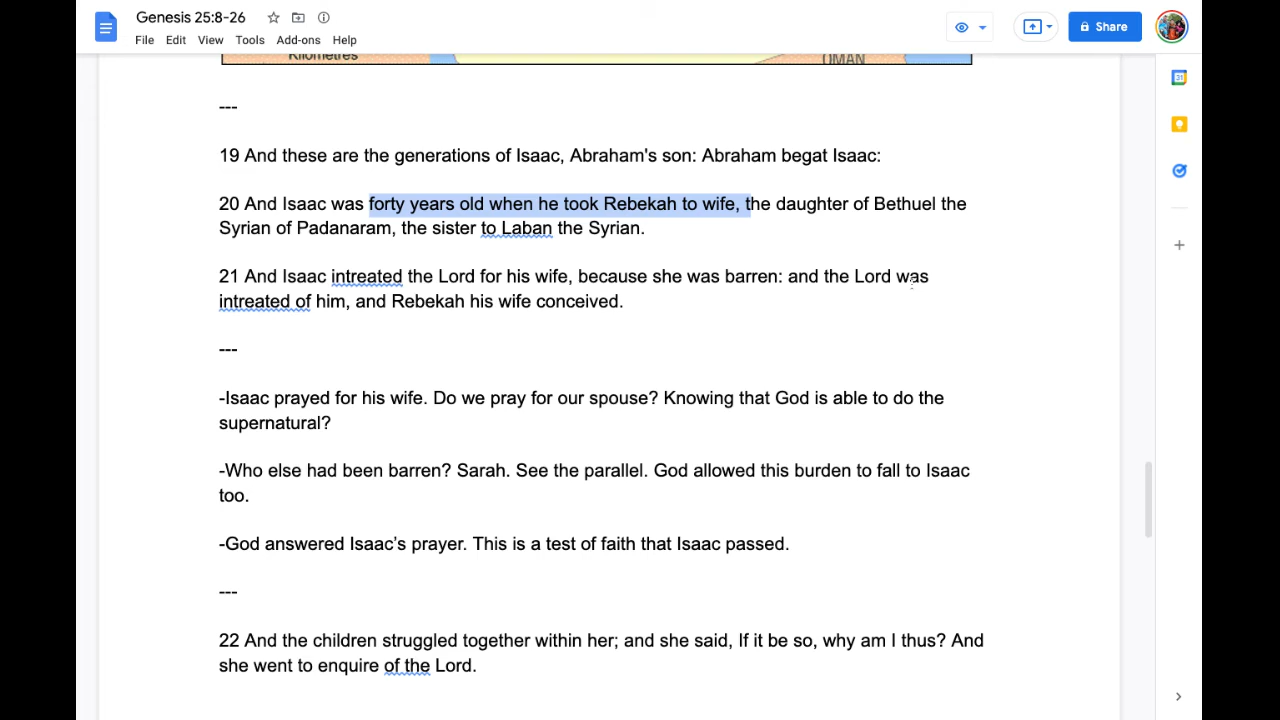 Genesis 25:8-26
File Edit View Tools Add-ons Help
Share
31
Kilometres OMAN
---
19 And these are the generations of Isaac, Abraham's son: Abraham begat Isaac:
20 And Isaac was forty years old when he took Rebekah to wife, the daughter of Bethuel the
Syrian of Padanaram, the sister to Laban the Syrian.
21 And Isaac intreated the Lord for his wife, because she was barren: and the Lord was
intreated of him, and Rebekah his wife conceived.
---
-Isaac prayed for his wife. Do we pray for our spouse? Knowing that God is able to do the
supernatural?
-Who else had been barren? Sarah. See the parallel. God allowed this burden to fall to Isaac
too.
-God answered Isaac’s prayer. This is a test of faith that Isaac passed.
---
22 And the children struggled together within her; and she said, If it be so, why am I thus? And
she went to enquire of the Lord.